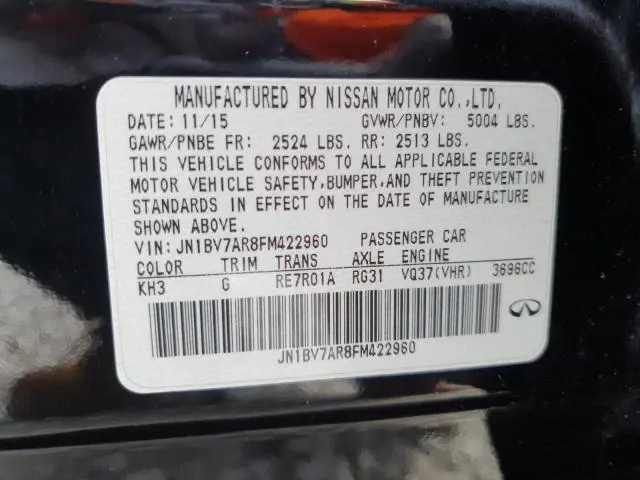 MANUFACTURED BY NISSAN MOTOR CO.,LTD.
DATE: 11/15 GVWR/PNBV: 5004 LBS.
GAWR/PNBE FR: 2524 LBS. RR: 2513 LBS.
THIS VEHICLE CONFORMS TO ALL APPLICABLE FEDERAL
MOTOR VEHICLE SAFETY,BUMPER,AND THEFT PREVENTION
STANDARDS IN EFFECT ON THE DATE OF MANUFACTURE
SHOWN ABOVE.
VIN:JN1BV7AR8FM422960 PASSENGER CAR
COLOR TRIM TRANS AXLE ENGINE
KH3 G RE7R01A RG31 VQ37(VHR) 3696CC
JN1BV7AR8FM422960